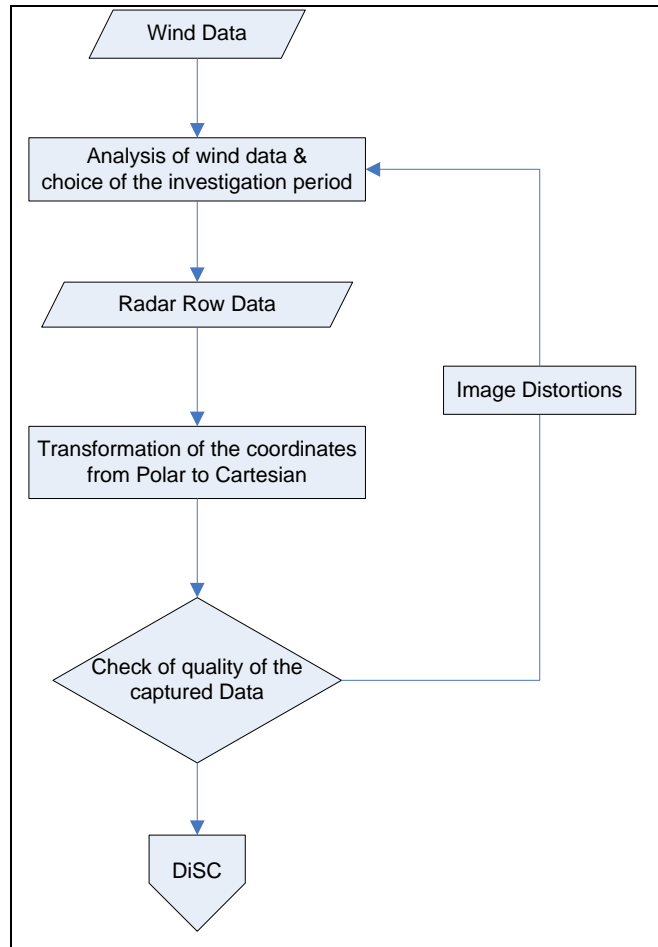 Wind Data
Analysis of wind data &
choice of the investigation period
Radar Row Data
Image Distortions
Transformation of the coordinates
from Polar to Cartesian
Check of quality of the
captured Data
DiSC